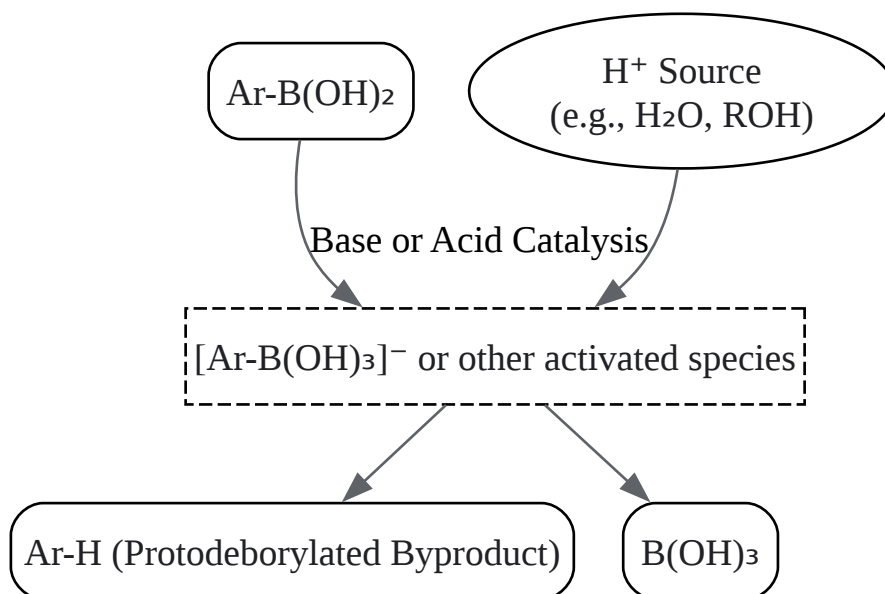 Ar-B(OH)₂
H⁺ Source
(e.g., H₂O, ROH)
Base or Acid Catalysis
[Ar-B(OH)₃]⁻ or other activated species
Ar-H (Protodeborylated Byproduct)
B(OH)₃